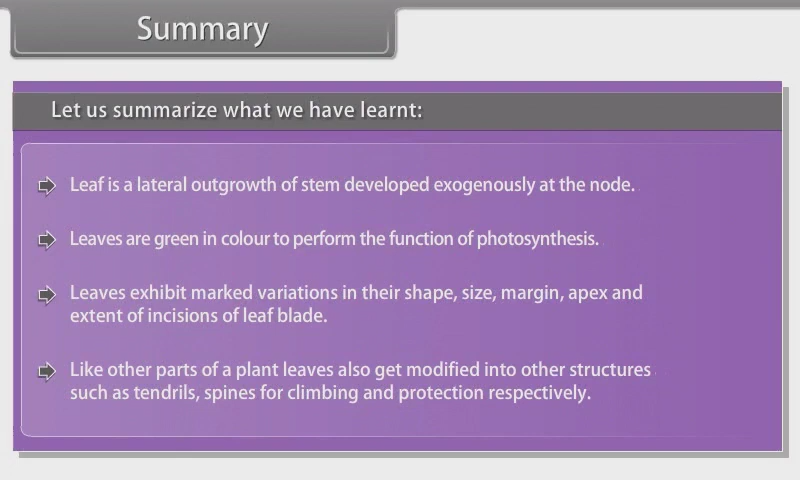 Summary
Let us summarize what we have learnt:
Leaf is a lateral outgrowth of stem developed exogenously at the node.
Leaves are green in colour to perform the function of photosynthesis.
Leaves exhibit marked variations in their shape, size, margin, apex and
extent of incisions of leaf blade.
Like other parts of a plant leaves also get modified into other structures
such as tendrils, spines for climbing and protection respectively.